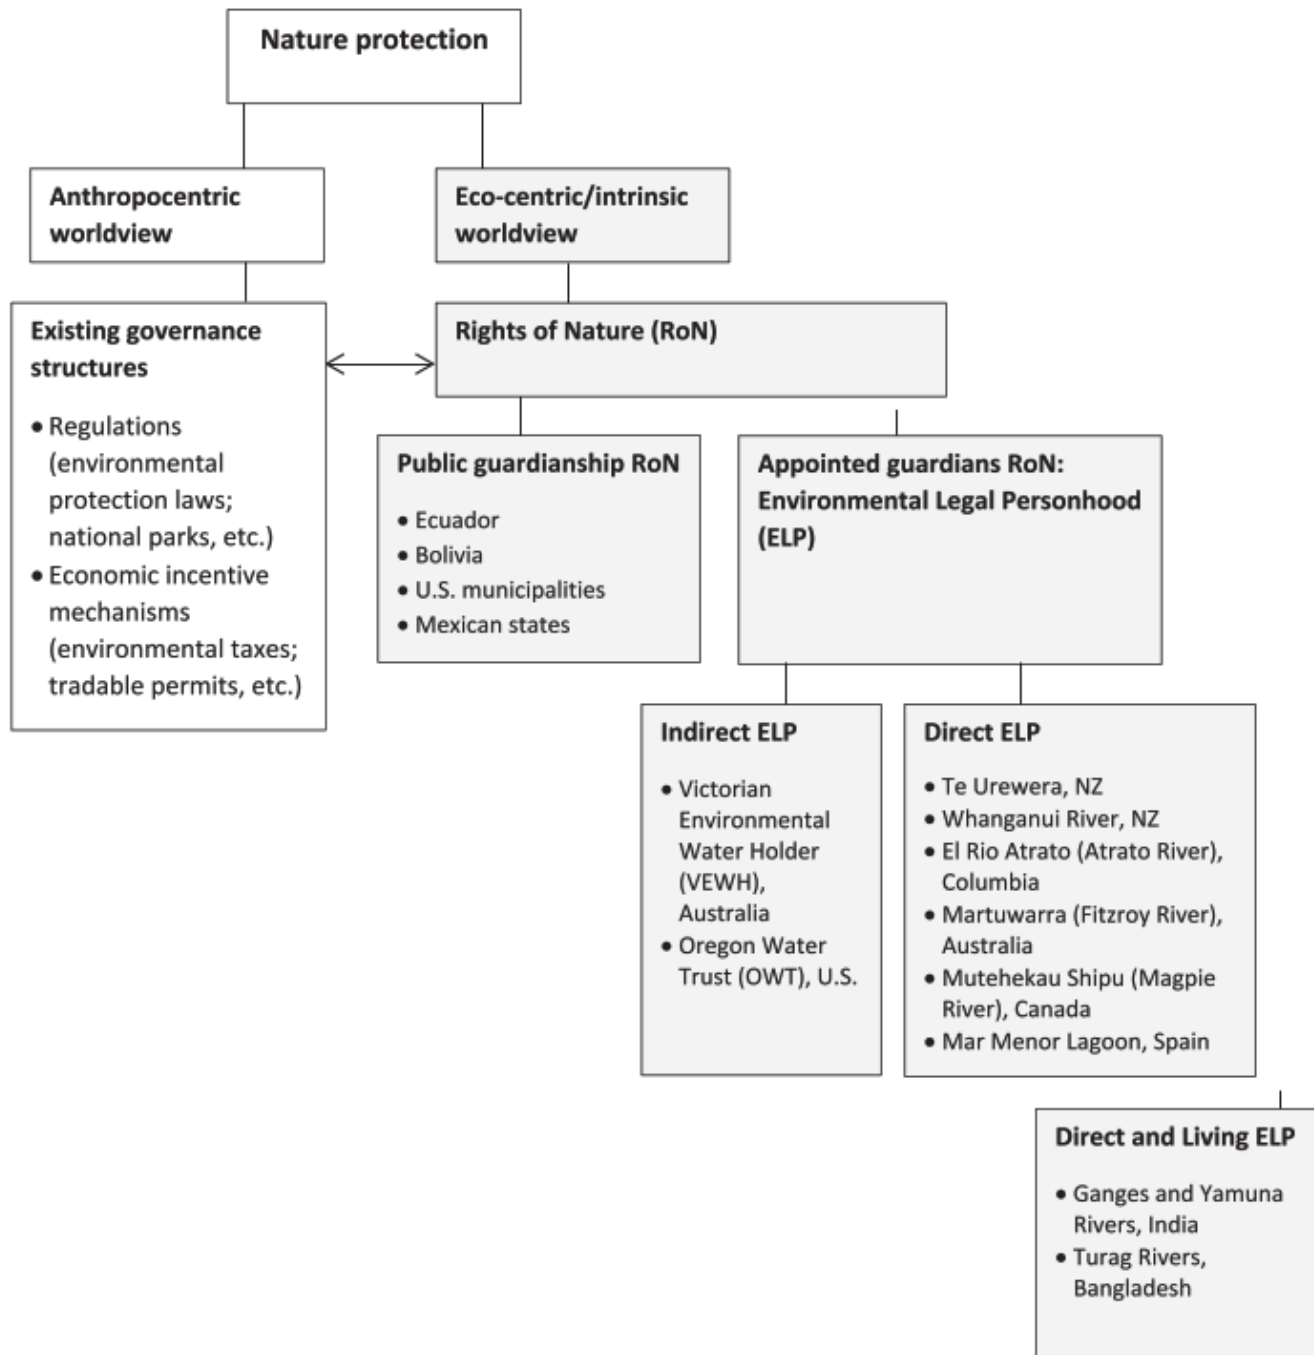 Nature protection
Anthropocentric
worldview
Eco-centric/intrinsic
worldview
Existing governance
structures
• Regulations
(environmental
protection laws;
national parks, etc.)
• Economic incentive
mechanisms
(environmental taxes;
tradable permits, etc.)
Rights of Nature (RoN)
Public guardianship RoN
• Ecuador
• Bolivia
• U.S. municipalities
• Mexican states
Appointed guardians RoN:
Environmental Legal Personhood
(ELP)
Indirect ELP
• Victorian
Environmental
Water Holder
(VEWH),
Australia
• Oregon Water
Trust (OWT), U.S.
Direct ELP
• Te Urewera, NZ
• Whanganui River, NZ
• El Rio Atrato (Atrato River),
Columbia
• Martuwarra (Fitzroy River),
Australia
• Mutehekau Shipu (Magpie
River), Canada
• Mar Menor Lagoon, Spain
Direct and Living ELP
• Ganges and Yamuna
Rivers, India
• Turag Rivers,
Bangladesh